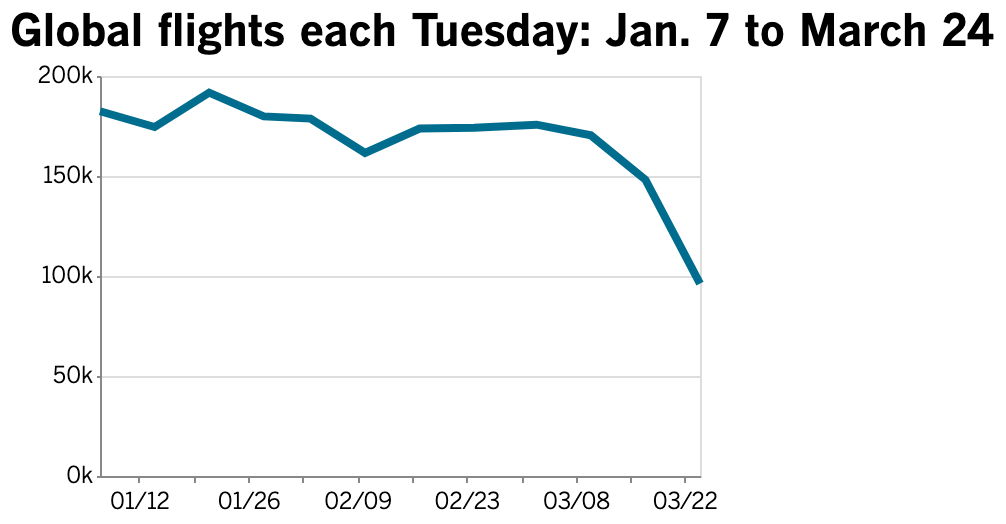 Global flights each Tuesday: Jan. 7 to March 24
200k
150k
100k
50k
0k
01/12 01/26 02/09 02/23 03/08 03/22